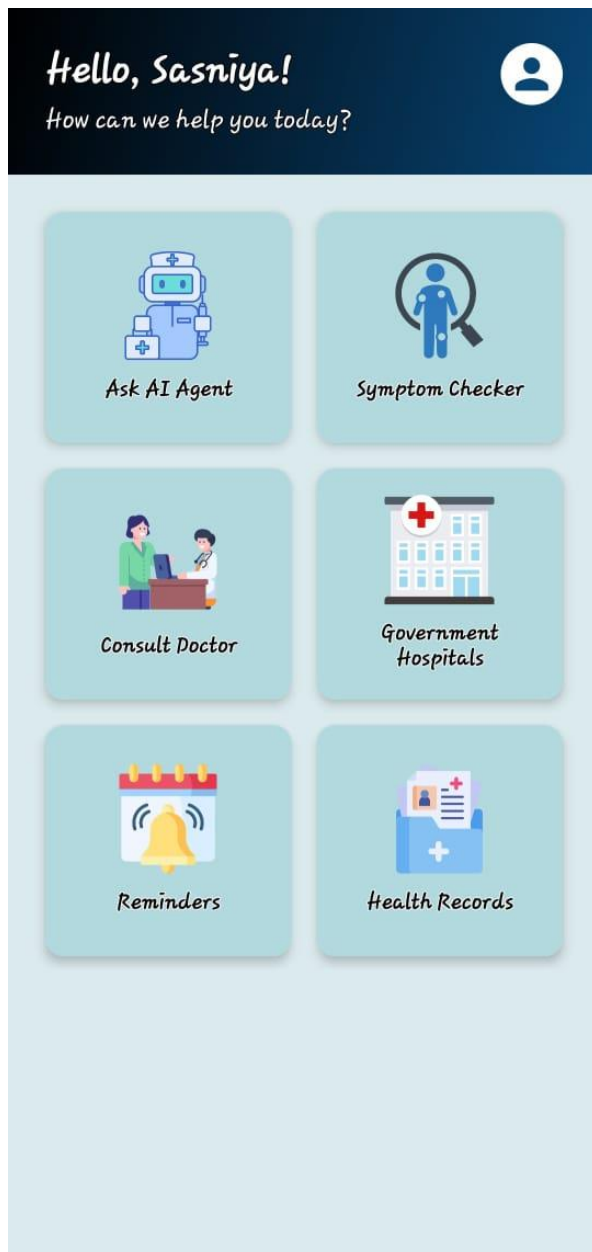 Hello, Sasniya!
How can we help you today?
Ask AI Agent
Symptom Checker
Consult Doctor
Government
Hospitals
Reminders
Health Records